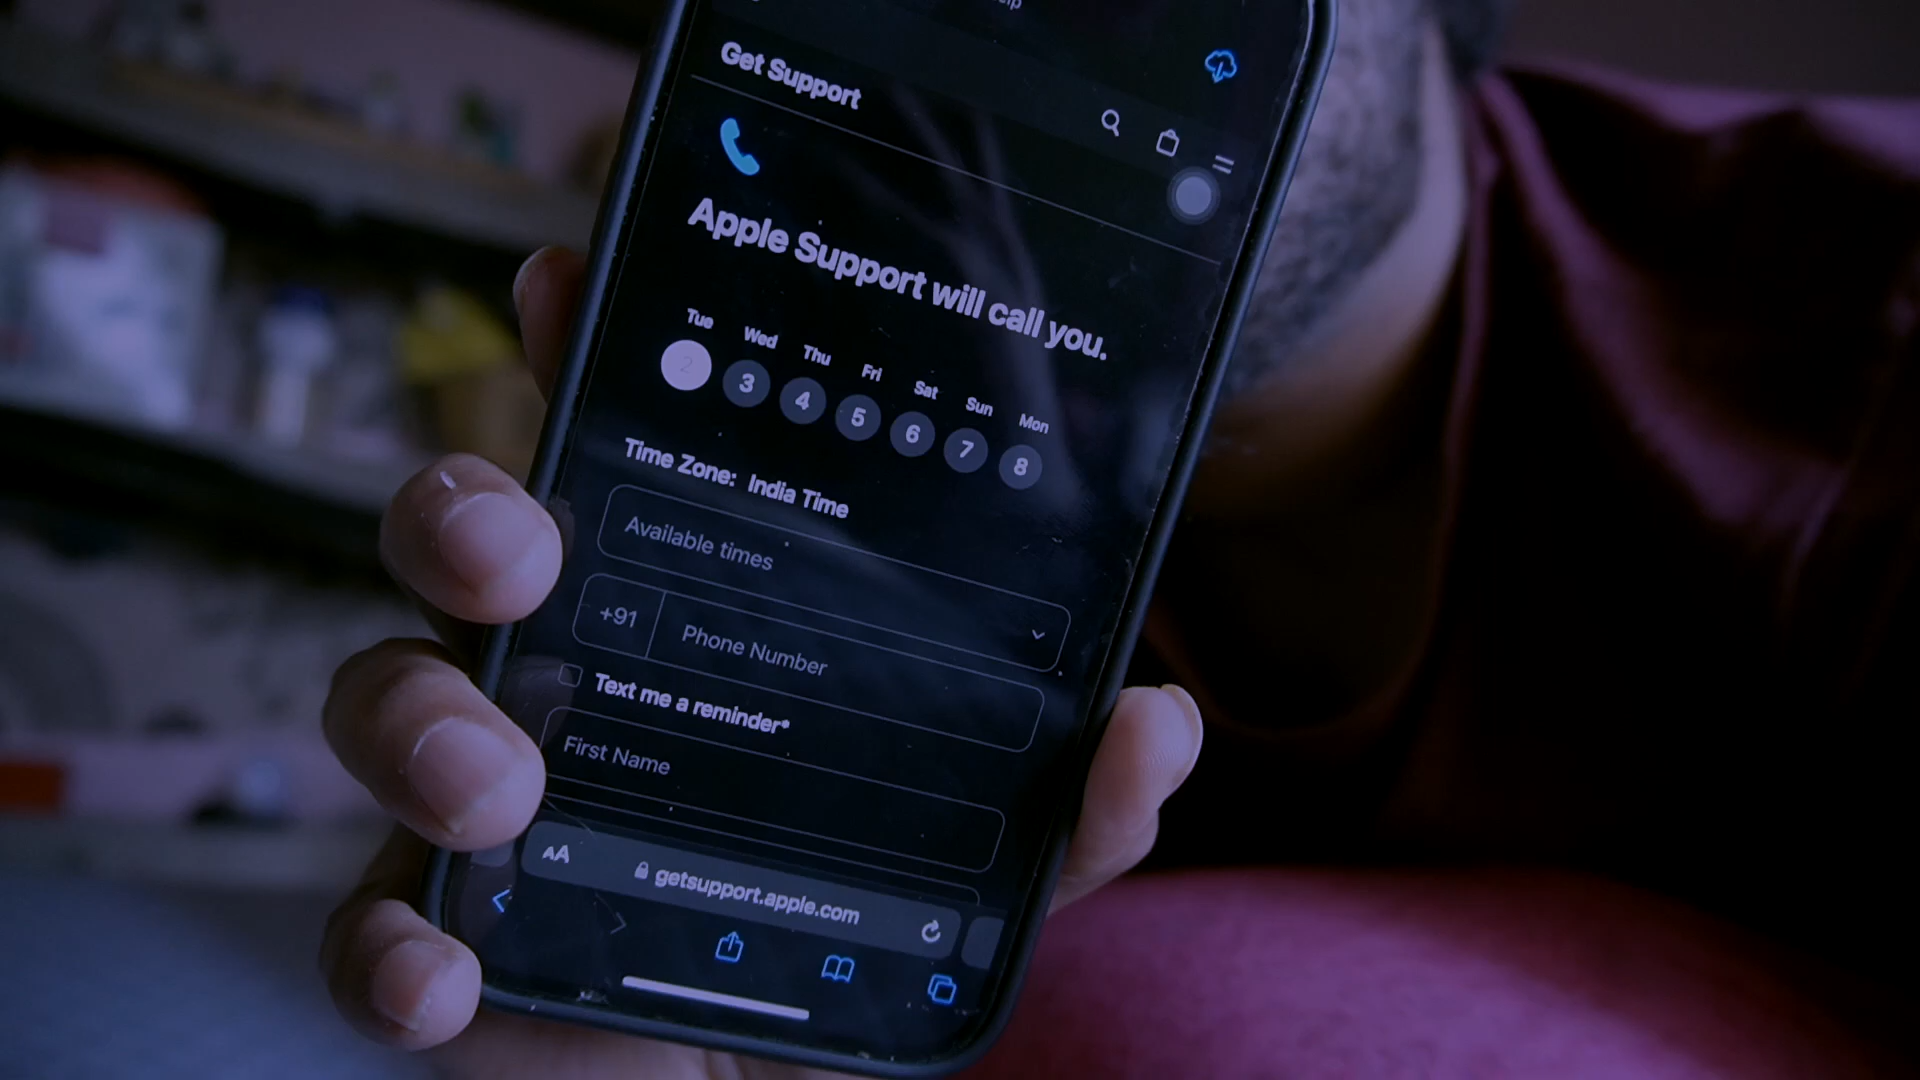 Get Support
Apple Support will call you.
Tue Wed Thu Fri Sat Sun Mon
2 3 4 5 6 7 8
Time Zone: India Time
Available times
+91 Phone Number
Text me a reminder*
First Name
AA getsupport.apple.com